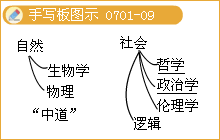 手写板图示 0701-09
自然
生物学
物理
“中道”
社会
哲学
政治学
伦理学
逻辑